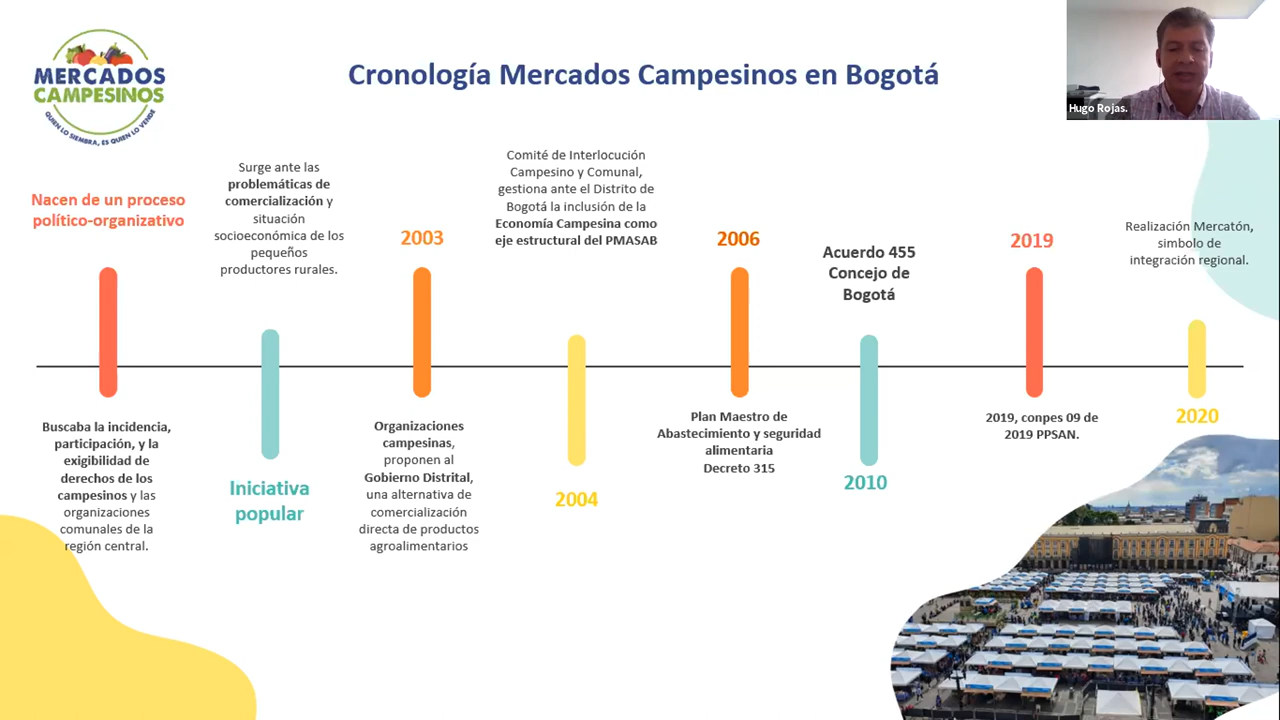 MERCADOS
CAMPESINOS
QUIEN LO SIEMBRA, ES QUIEN LO VENDE
Cronología Mercados Campesinos en Bogotá
Hugo Rojas.
Nacen de un proceso
político-organizativo
Buscaba la incidencia,
participación, y la
exigibilidad de
derechos de los
campesinos y las
organizaciones
comunales de la
región central.
Surge ante las
problemáticas de
comercialización y
situación
socioeconómica de los
pequeños
productores rurales.
Iniciativa
popular
2003
Organizaciones
campesinas,
proponen al
Gobierno Distrital,
una alternativa de
comercialización
directa de productos
agroalimentarios
Comité de Interlocución
Campesino y Comunal,
gestiona ante el Distrito de
Bogotá la inclusión de la
Economía Campesina como
eje estructural del PMASAB
2004
2006
Plan Maestro de
Abastecimiento y seguridad
alimentaria
Decreto 315
Acuerdo 455
Concejo de
Bogotá
2010
2019
2019, conpes 09 de
2019 PPSAN.
Realización Mercatón,
simbolo de
integración regional.
2020